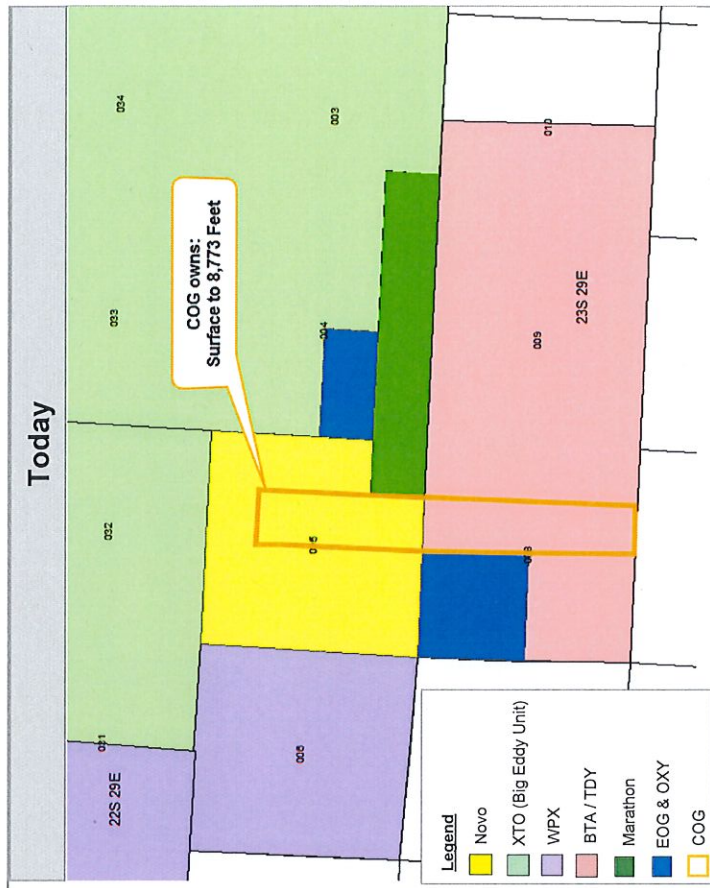 Today
034
033
032
031
22S 29E
COG owns:
Surface to 8,773 Feet
003
004
005
006
010
009
008
23S 29E
Legend
Novo
XTO (Big Eddy Unit)
WPX
BTA / TDY
Marathon
EOG & OXY
COG